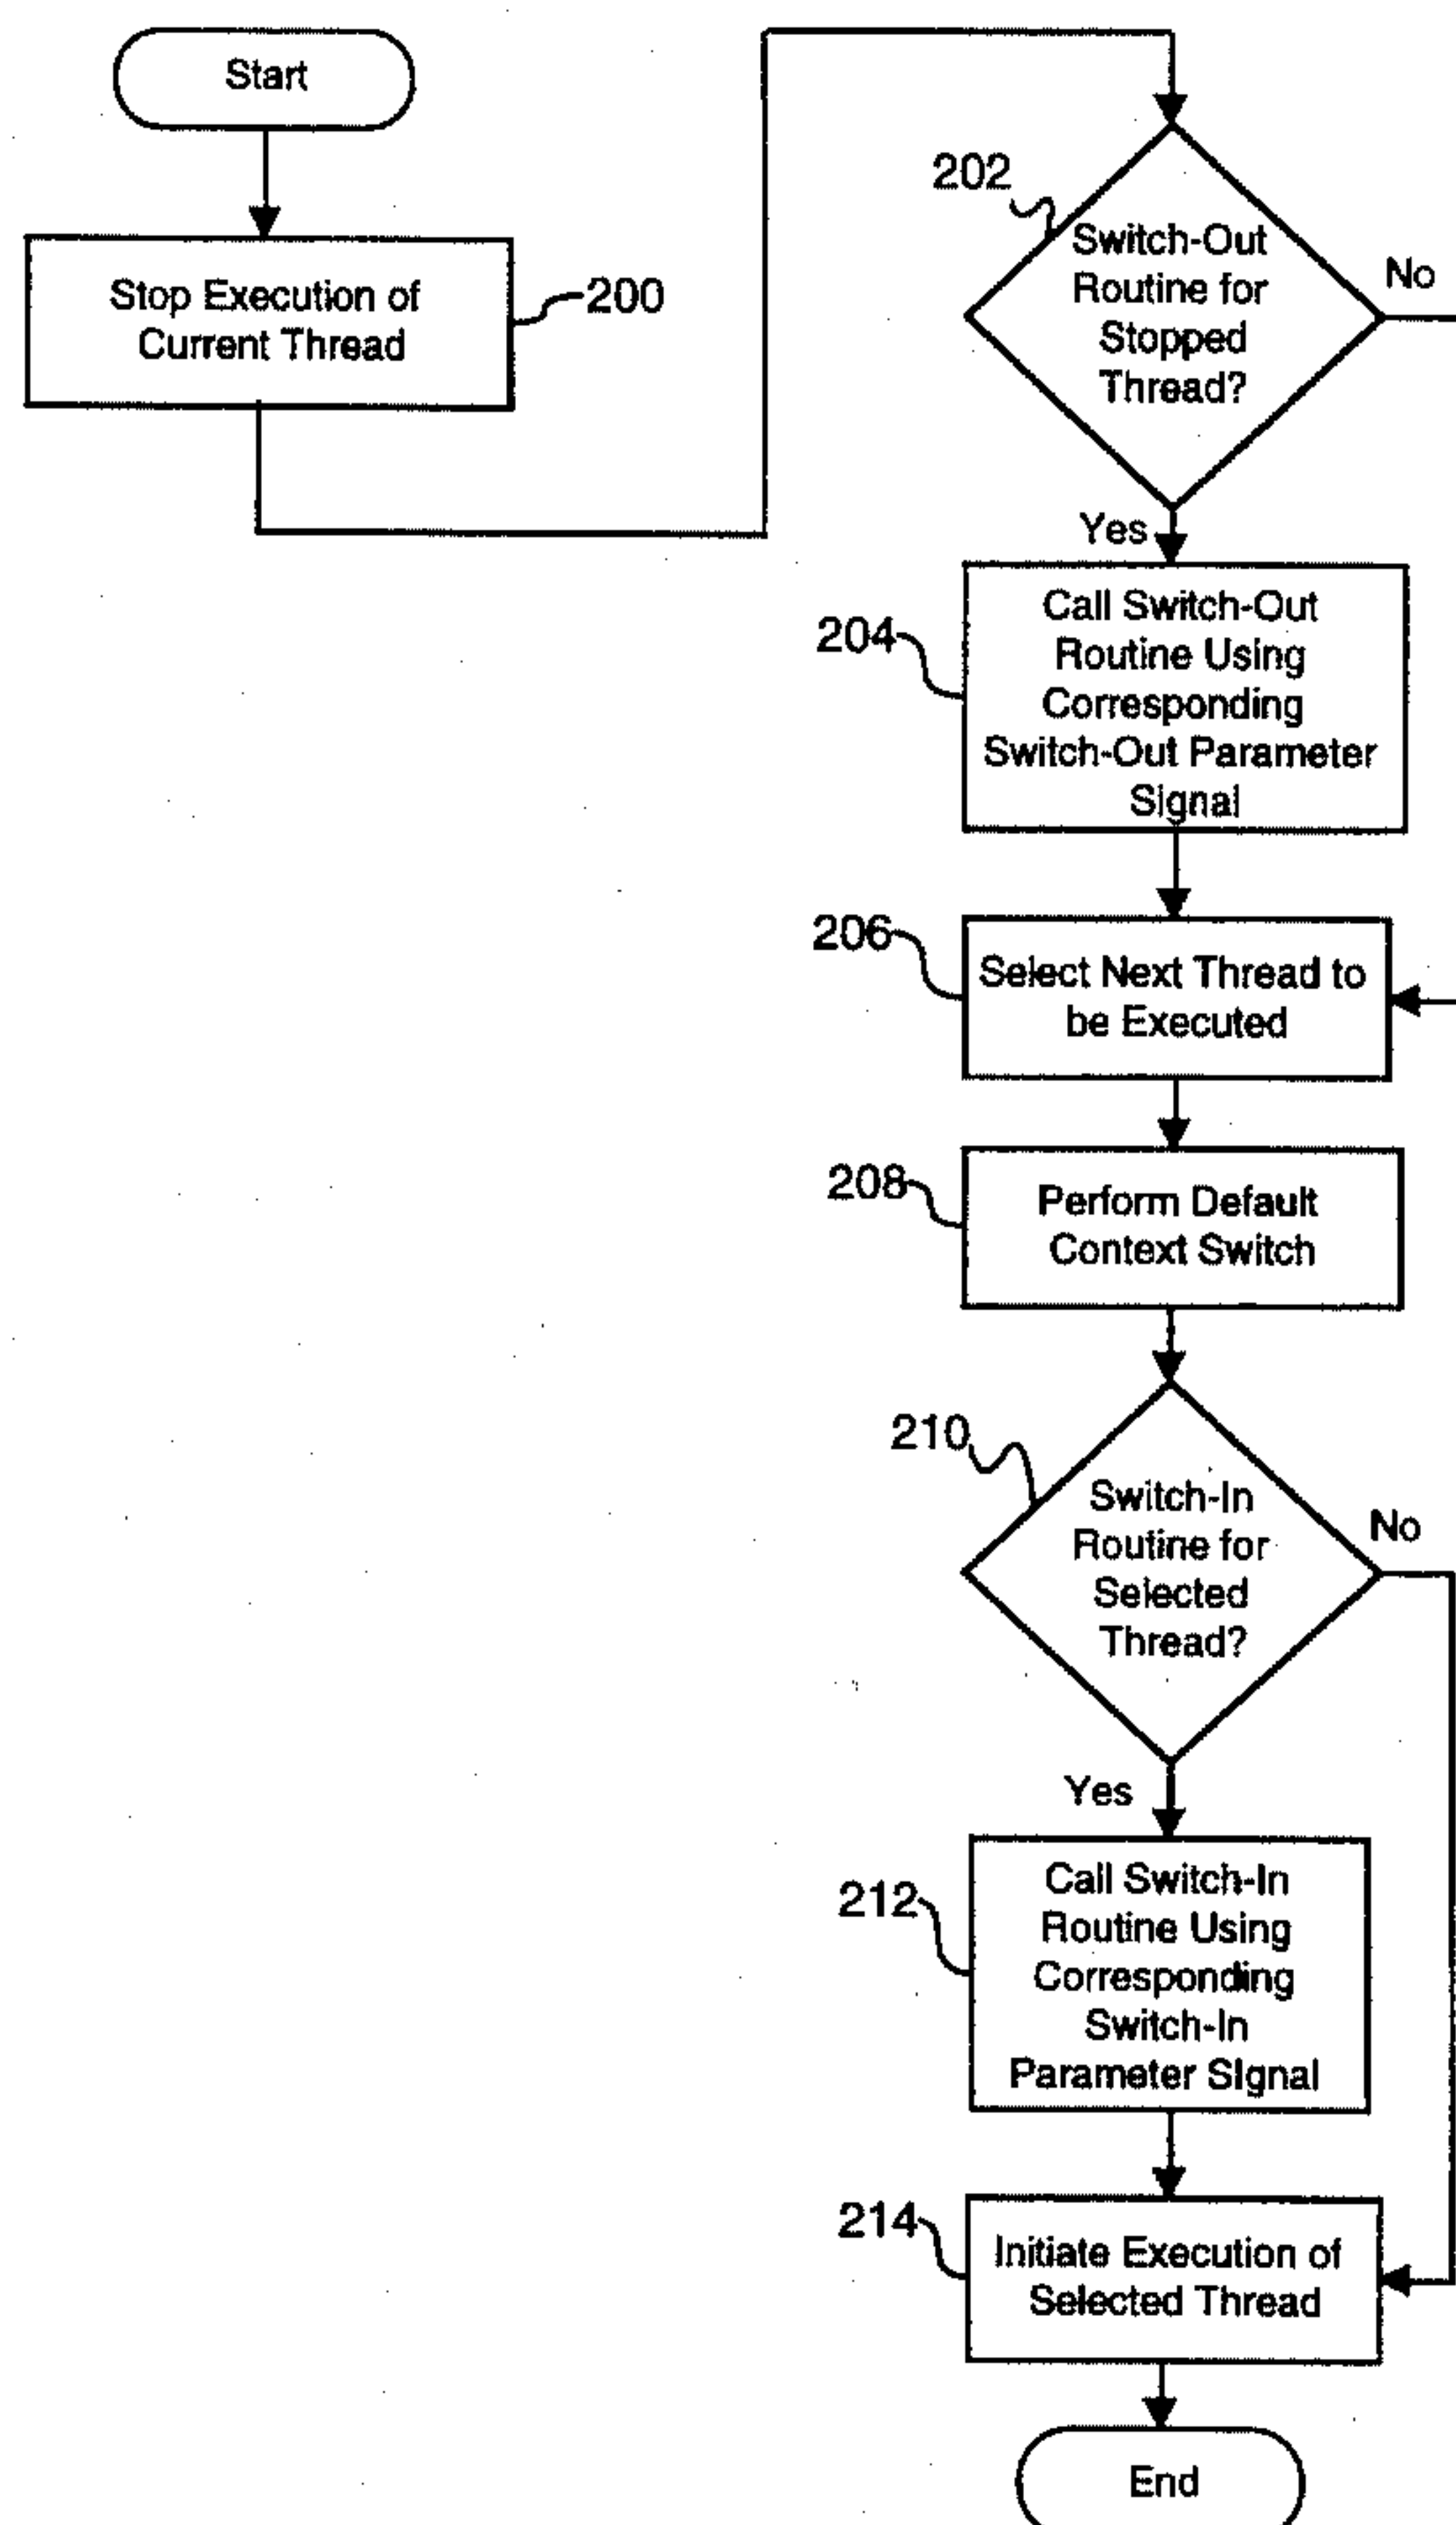 Start
Stop Execution of
Current Thread
200
202
Switch-Out
Routine for
Stopped
Thread?
No
Yes
204
Call Switch-Out
Routine Using
Corresponding
Switch-Out Parameter
Signal
206
Select Next Thread to
be Executed
208
Perform Default
Context Switch
210
Switch-In
Routine for
Selected
Thread?
No
Yes
212
Call Switch-In
Routine Using
Corresponding
Switch-In
Parameter Signal
214
Initiate Execution of
Selected Thread
End